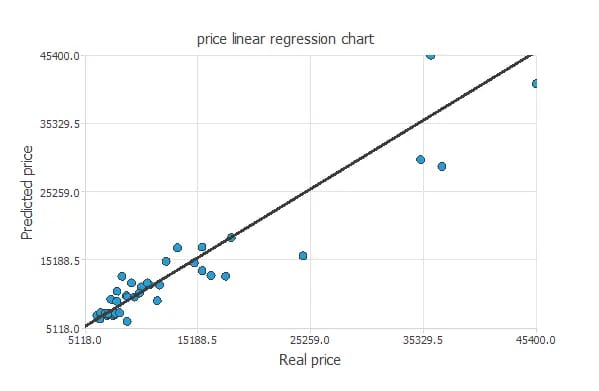 price linear regression chart
45400.0
35329.5
25259.0
15188.5
5118.0
Predicted price
5118.0 15188.5 25259.0 35329.5 45400.0
Real price